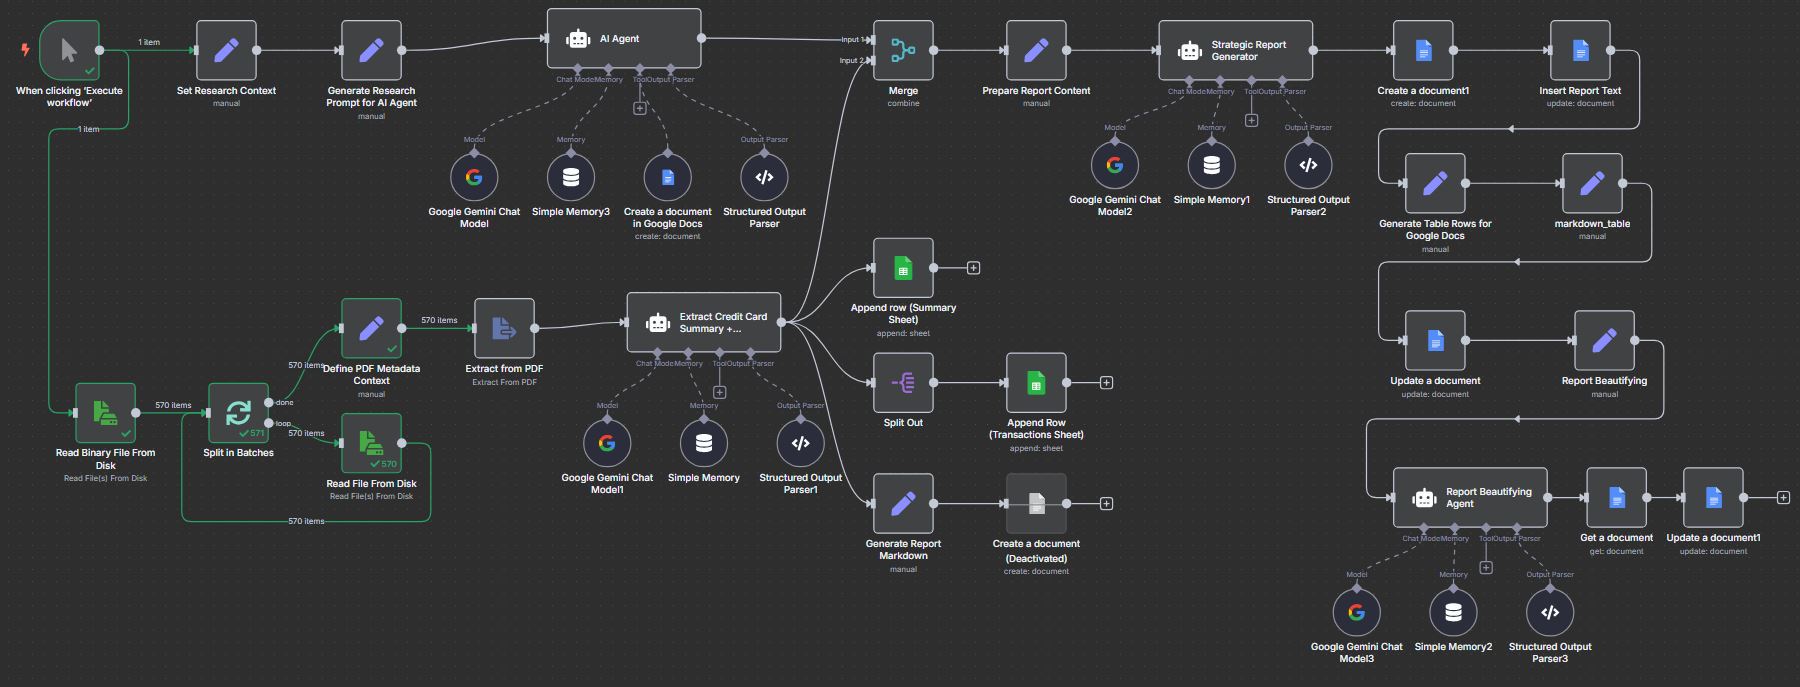 1 item
When clicking 'Execute
workflow'
1 item
Set Research Context
manual
Generate Research
Prompt for AI Agent
manual
AI Agent
Chat Model
Memory
Tool
Output Parser
Model
Memory
Output Parser
Google Gemini Chat
Model
Simple Memory3
Create a document
in Google Docs
create: document
Structured Output
Parser
Input 1
Input 2
Merge
combine
Prepare Report Content
manual
Strategic Report
Generator
Chat Model
Memory
Tool
Output Parser
Model
Memory
Output Parser
Google Gemini Chat
Model2
Simple Memory1
Structured Output
Parser2
Create a document1
create: document
Insert Report Text
update: document
Generate Table Rows for
Google Docs
manual
markdown_table
manual
Update a document
update: document
Report Beautifying
manual
Report Beautifying
Agent
Chat Model
Memory
Tool
Output Parser
Model
Memory
Output Parser
Google Gemini Chat
Model3
Simple Memory2
Structured Output
Parser3
Get a document
get: document
Update a document1
update: document
Read Binary File From
Disk
Read File(s) From Disk
570 items
571
Split in Batches
done
loop
570 items
570 items
570
Read File From Disk
Read File(s) From Disk
570 items
Define PDF Metadata
Context
manual
570 items
Extract from PDF
Extract From PDF
Extract Credit Card
Summary +...
Chat Model
Memory
Tool
Output Parser
Model
Memory
Output Parser
Google Gemini Chat
Model1
Simple Memory
Structured Output
Parser1
Append row (Summary
Sheet)
append: sheet
Split Out
Append Row
(Transactions Sheet)
append: sheet
Generate Report
Markdown
manual
Create a document
(Deactivated)
create: document